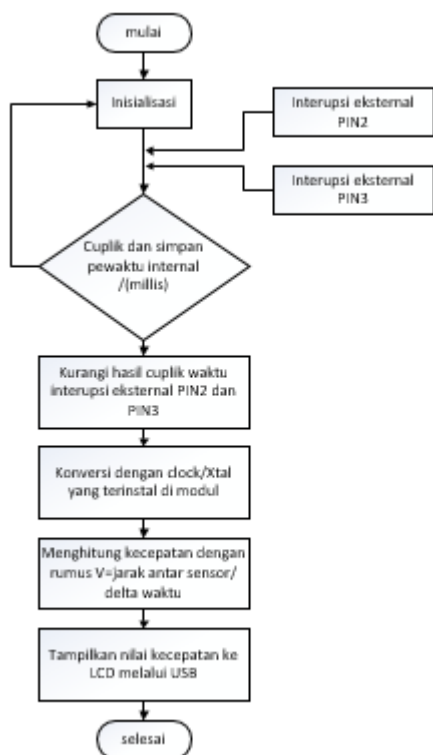 mulai
Inisialisasi
Interupsi eksternal
PIN2
Interupsi eksternal
PIN3
Cuplik dan simpan
pewaktu internal
/(millis)
Kurangi hasil cuplik waktu
interupsi eksternal PIN2 dan
PIN3
Konversi dengan clock/Xtal
yang terinstal di modul
Menghitung kecepatan dengan
rumus V=jarak antar sensor/
delta waktu
Tampilkan nilai kecepatan ke
LCD melalui USB
selesai